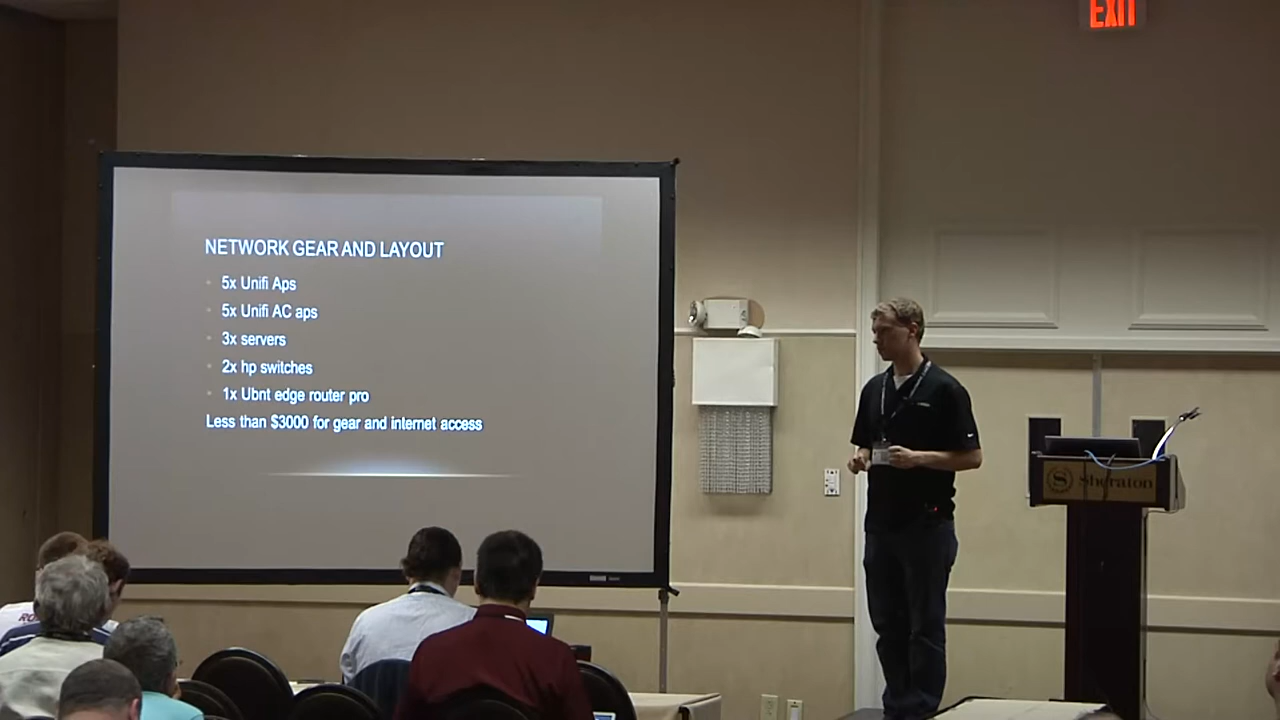 EXIT
NETWORK GEAR AND LAYOUT
5x Unifi Aps
5x Unifi AC aps
3x servers
2x hp switches
1x Ubnt edge router pro
Less than $3000 for gear and internet access
S Sheraton